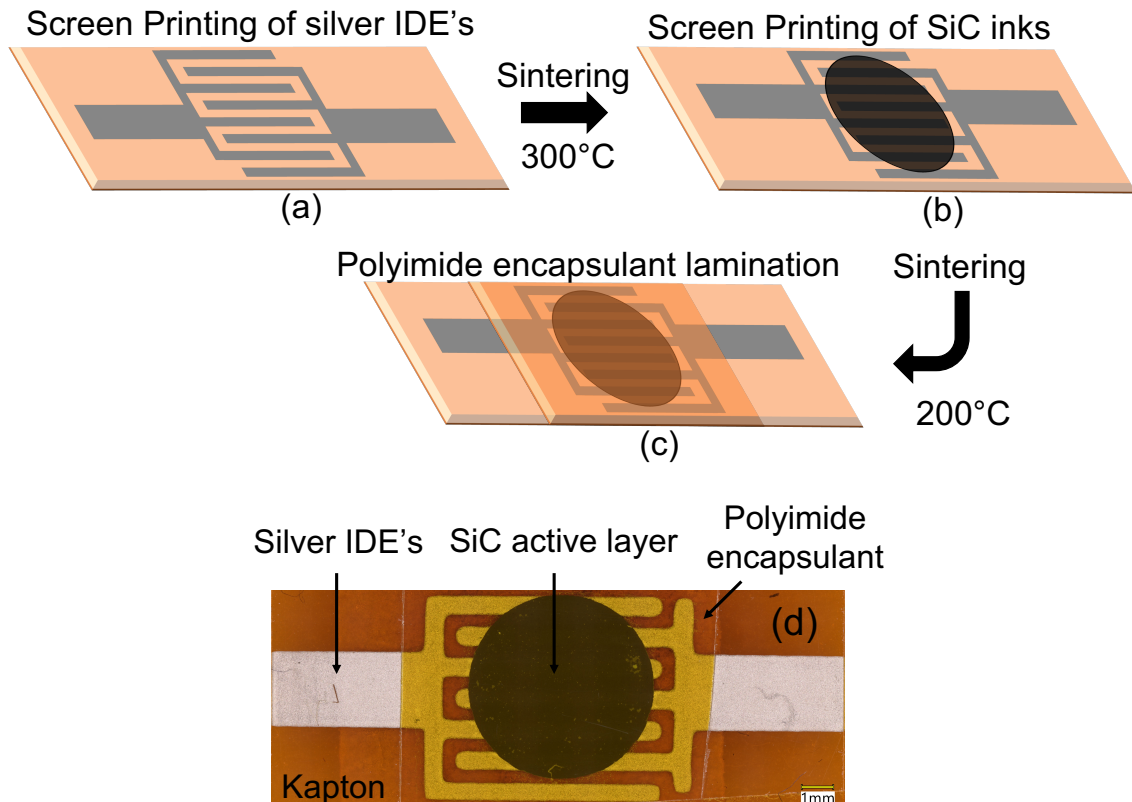 Screen Printing of silver IDE's
Sintering
300°C
Screen Printing of SiC inks
(a)
(b)
Polyimide encapsulant lamination
Sintering
200°C
(c)
Silver IDE's
SiC active layer
Polyimide
encapsulant
(d)
Kapton
1mm